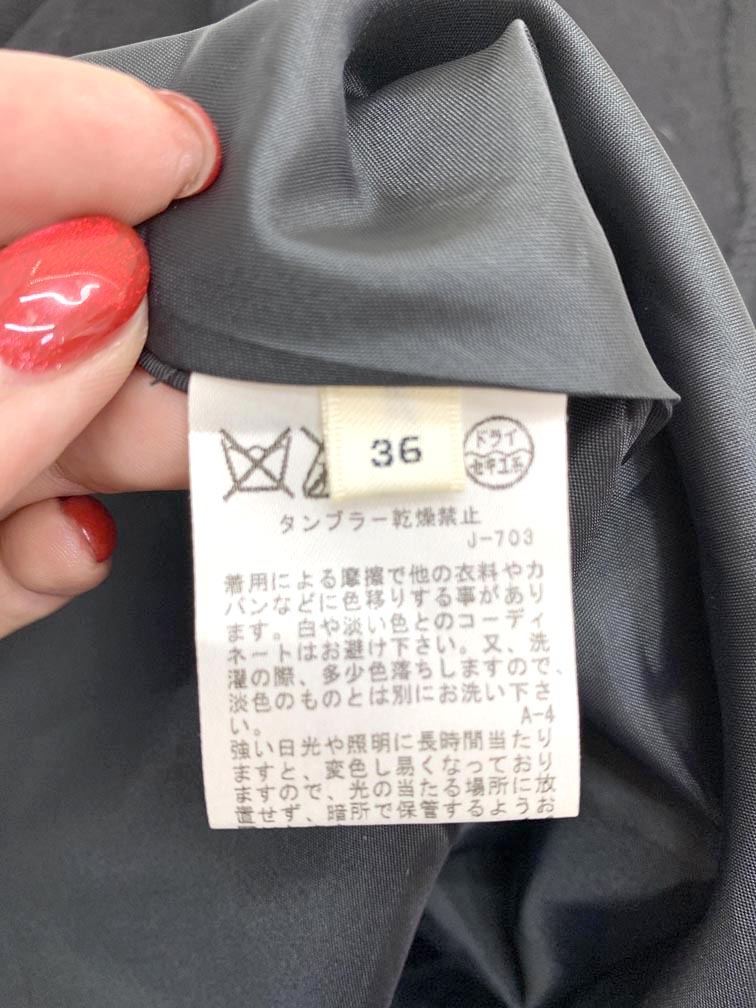 36
ドライ
セキユ系
タンブラー乾燥禁止
J-703
着用による摩擦で他の衣料やカ
バンなどに色移りする事があり
ます。白や淡い色とのコーディ
ネートはお避け下さい。又、洗
濯の際、多少色落ちしますので、
淡色のものとは別にお洗い下さ
い。
A-4
強い日光や照明に長時間当たり
ますと、変色し易くなっており
ますので、光の当たる場所に放
置せず、暗所で保管するようお